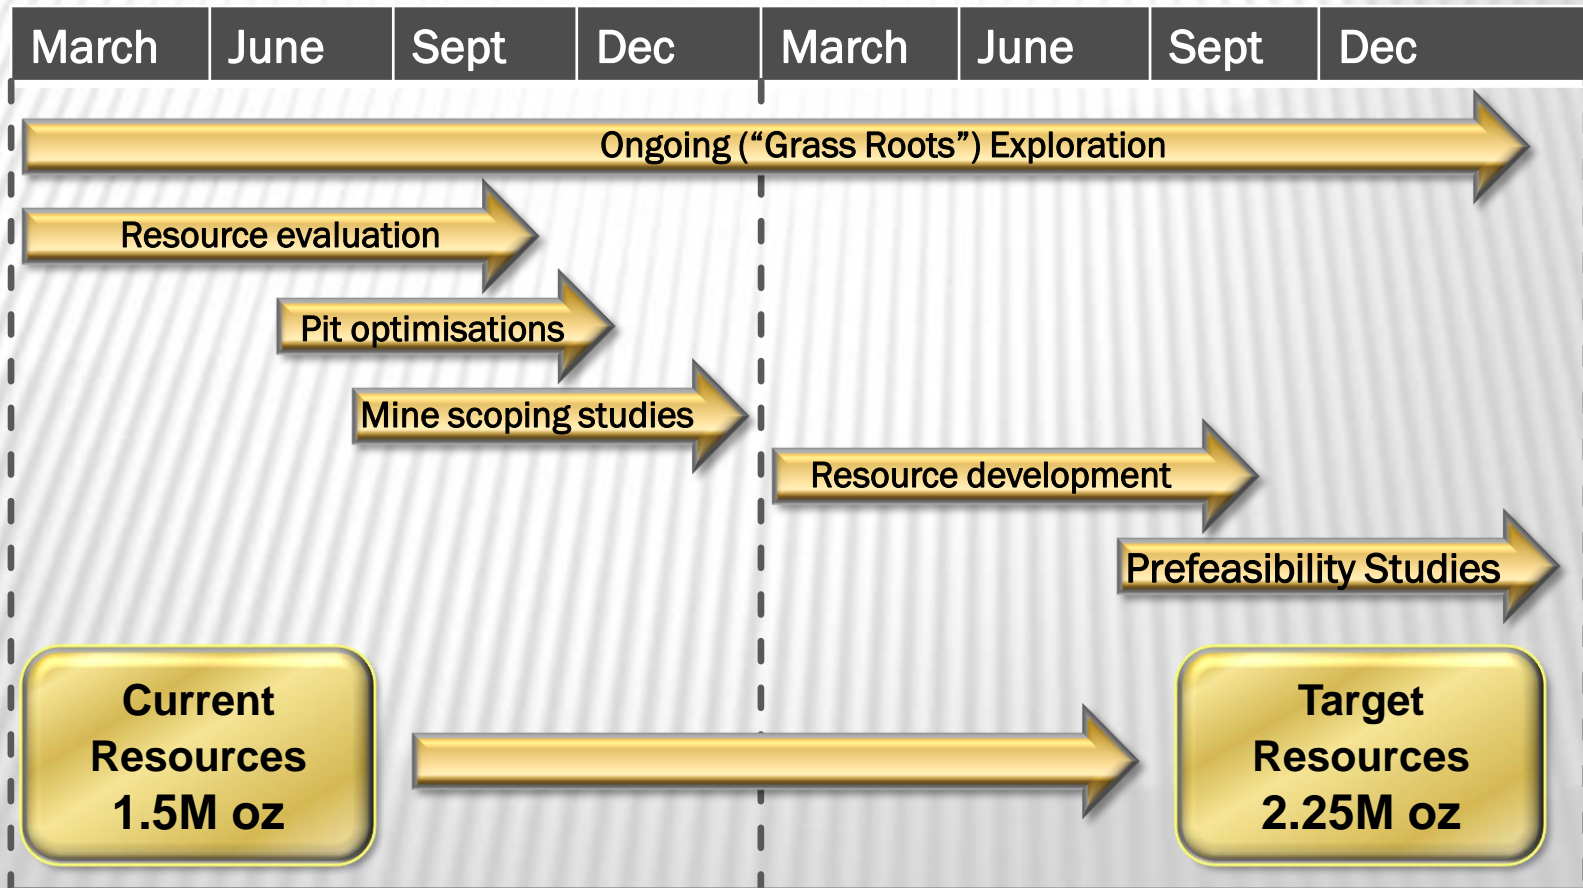 March June Sept Dec March June Sept Dec
Ongoing (“Grass Roots”) Exploration
Resource evaluation
Pit optimisations
Mine scoping studies
Resource development
Prefeasibility Studies
Current
Resources
1.5M oz
Target
Resources
2.25M oz